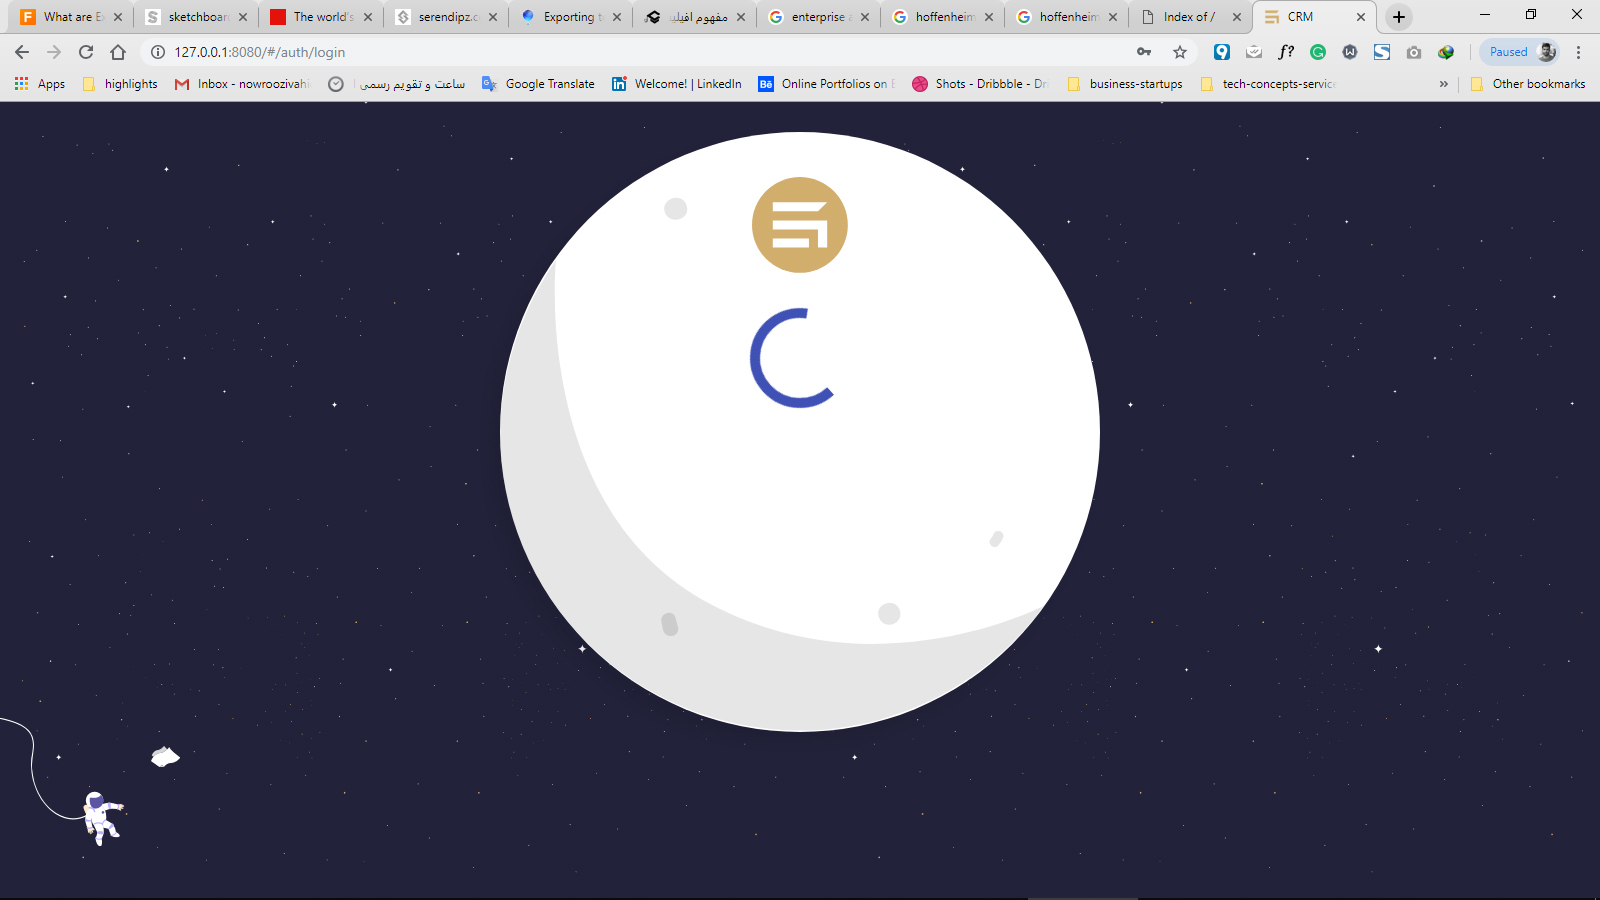 What are E
sketchboar
The world's
serendipz.c
Exporting t
مفهوم افیلیـ
enterprise a
hoffenheim
hoffenheim
Index of /
CRM
127.0.0.1:8080/#/auth/login
f?
Paused
Apps
highlights
Inbox - nowroozivahi
ساعت و تقویم رسمی ا
Google Translate
Welcome! | LinkedIn
Online Portfolios on B
Shots - Dribbble - Dr
business-startups
tech-concepts-service
»
Other bookmarks